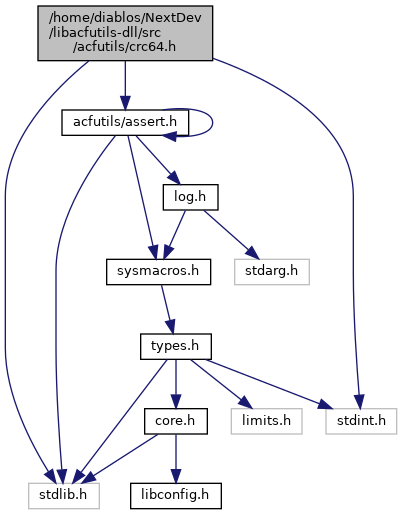 /home/diablos/NextDev
/libacfutils-dll/src
/acfutils/crc64.h
acfutils/assert.h
log.h
sysmacros.h
stdarg.h
types.h
core.h
limits.h
stdint.h
stdlib.h
libconfig.h